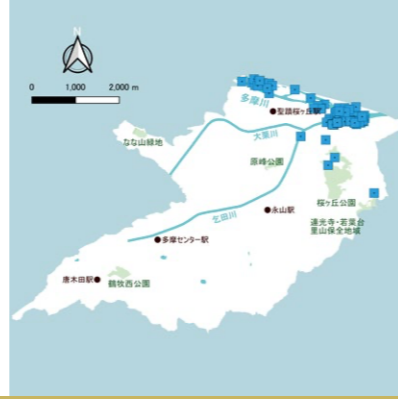 N
0 1,000 2,000 m
多摩川
聖蹟桜ヶ丘駅
大栗川
なな山緑地
原峰公園
桜ヶ丘公園
永山駅
乞田川
連光寺・若葉台
里山保全地域
多摩センター駅
唐木田駅
鶴牧西公園